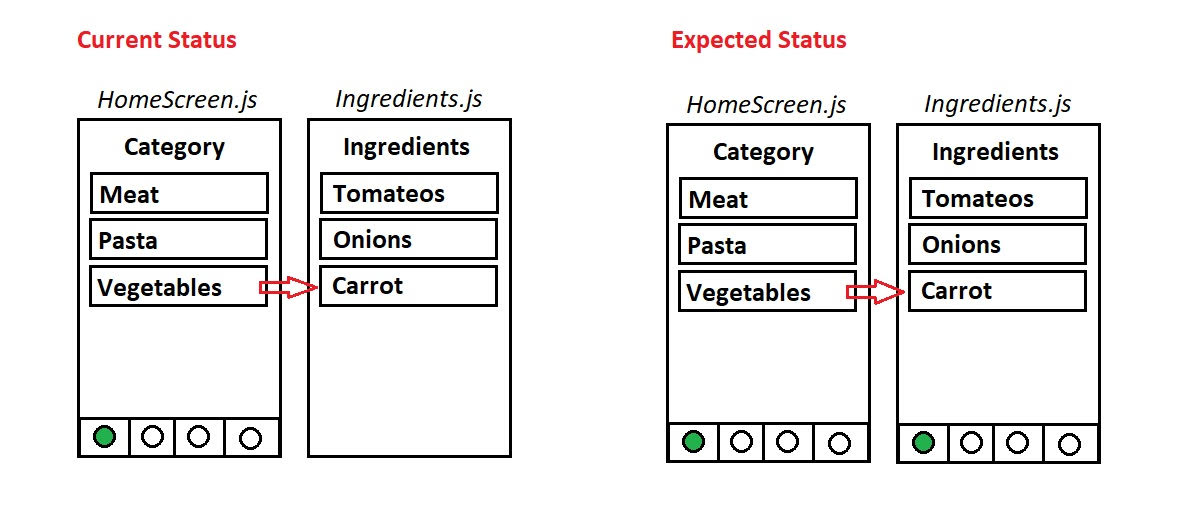 Current Status
HomeScreen.js
Category
Meat
Pasta
Vegetables
Ingredients.js
Ingredients
Tomateos
Onions
Carrot
Expected Status
HomeScreen.js
Category
Meat
Pasta
Vegetables
Ingredients.js
Ingredients
Tomateos
Onions
Carrot